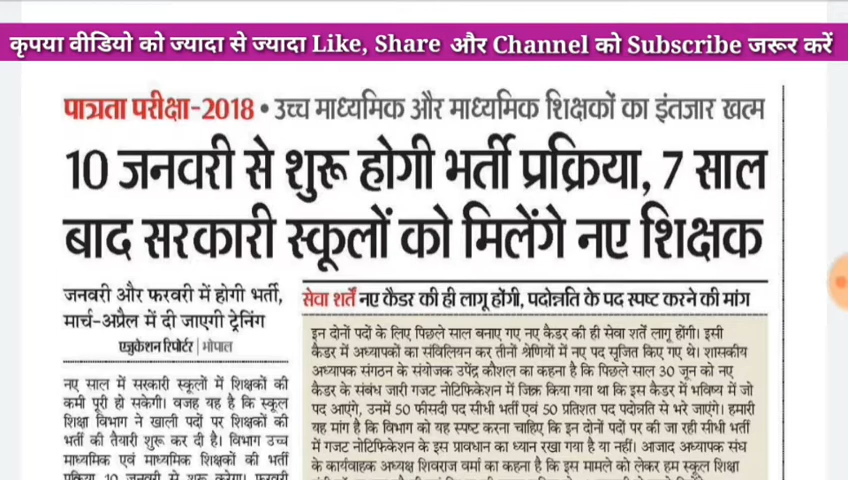 कृपया वीडियो को ज्यादा से ज्यादा Like, Share और Channel को Subscribe जरूर करें
पात्रता परीक्षा-2018 • उच्च माध्यमिक और माध्यमिक शिक्षकों का इंतजार खत्म
10 जनवरी से शुरू होगी भर्ती प्रक्रिया, 7 साल
बाद सरकारी स्कूलों को मिलेंगे नए शिक्षक
जनवरी और फरवरी में होगी भर्ती,
मार्च-अप्रैल में दी जाएगी ट्रेनिंग
एजुकेशन रिपोर्टर | भोपाल
नए साल में सरकारी स्कूलों में शिक्षकों की
कमी पूरी हो सकेगी। वजह यह है कि स्कूल
शिक्षा विभाग ने खाली पदों पर शिक्षकों की
भर्ती की तैयारी शुरू कर दी है। विभाग उच्च
माध्यमिक एवं माध्यमिक शिक्षकों की भर्ती
प्रक्रिया 10 जनवरी से शुरू करेगा। फरवरी
सेवा शर्तें नए कैडर की ही लागू होंगी, पदोन्नति के पद स्पष्ट करने की मांग
इन दोनों पदों के लिए पिछले साल बनाए गए नए कैडर की ही सेवा शर्तें लागू होंगी। इसी
कैडर में अध्यापकों का संविलियन कर तीनों श्रेणियों में नए पद सृजित किए गए थे। शासकीय
अध्यापक संगठन के संयोजक उपेंद्र कौशल का कहना है कि पिछले साल 30 जून को नए
कैडर के संबंध जारी गजट नोटिफिकेशन में जिक्र किया गया था कि इस कैडर में भविष्य में जो
पद आएंगे, उनमें 50 फीसदी पद सीधी भर्ती एवं 50 प्रतिशत पद पदोन्नति से भरे जाएंगे। हमारी
यह मांग है कि विभाग को यह स्पष्ट करना चाहिए कि इन दोनों पदों पर की जा रही सीधी भर्ती
में गजट नोटिफिकेशन के इस प्रावधान का ध्यान रखा गया है या नहीं। आजाद अध्यापक संघ
के कार्यवाहक अध्यक्ष शिवराज वर्मा का कहना है कि इस मामले को लेकर हम स्कूल शिक्षा